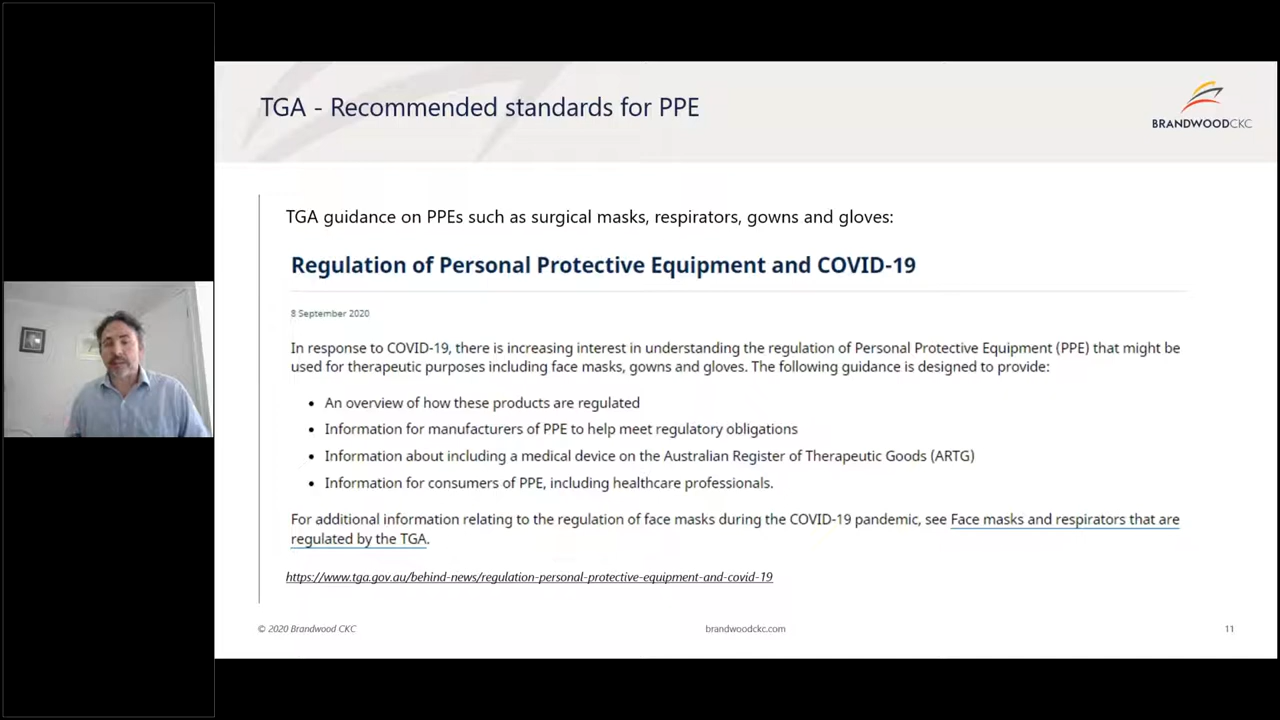 TGA - Recommended standards for PPE
BRANDWOODCKC
TGA guidance on PPEs such as surgical masks, respirators, gowns and gloves:
Regulation of Personal Protective Equipment and COVID-19
8 September 2020
In response to COVID-19, there is increasing interest in understanding the regulation of Personal Protective Equipment (PPE) that might be
used for therapeutic purposes including face masks, gowns and gloves. The following guidance is designed to provide:
• An overview of how these products are regulated
• Information for manufacturers of PPE to help meet regulatory obligations
• Information about including a medical device on the Australian Register of Therapeutic Goods (ARTG)
• Information for consumers of PPE, including healthcare professionals.
For additional information relating to the regulation of face masks during the COVID-19 pandemic, see Face masks and respirators that are
regulated by the TGA.
https://www.tga.gov.au/behind-news/regulation-personal-protective-equipment-and-covid-19
© 2020 Brandwood CKC
brandwoodckc.com
11